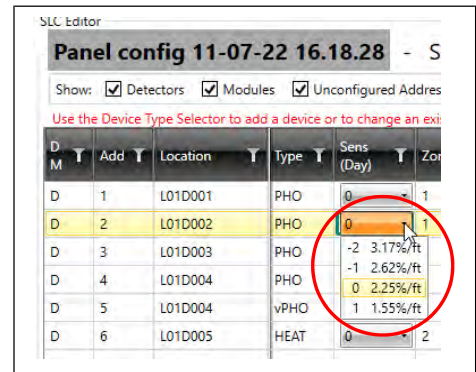 SLC Editor
Panel config 11-07-22 16.18.28 - S
Show: Detectors Modules Unconfigured Addres
Use the Device Type Selector to add a device or to change an exi
D M Add Location Type Sens (Day) Zo
D 1 L01D001 PHO 0 1
D 2 L01D002 PHO 0 1
D 3 L01D003 PHO -2 3.17%/ft
D 4 L01D004 PHO -1 2.62%/ft
0 2.25%/ft
D 5 L01D004 vPHO 1 1.55%/ft
D 6 L01D005 HEAT 0 2